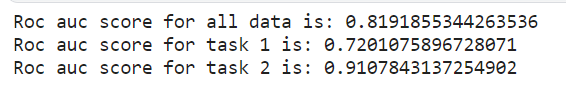 Roc auc score for all data is: 0.8191855344263536
Roc auc score for task 1 is: 0.7201075896728071
Roc auc score for task 2 is: 0.9107843137254902